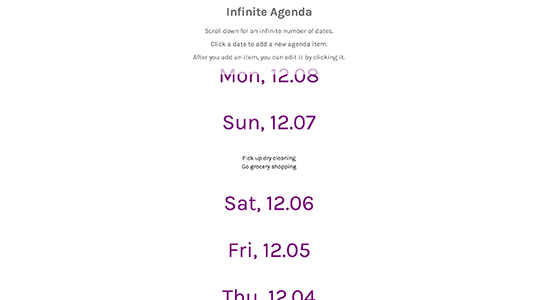 Infinite Agenda
Scroll down for an infinite number of dates.
Click a date to add a new agenda item.
After you add an item, you can edit it by clicking it.
Mon, 12.08
Sun, 12.07
Pick up dry cleaning
Go grocery shopping
Sat, 12.06
Fri, 12.05
Thu, 12.04